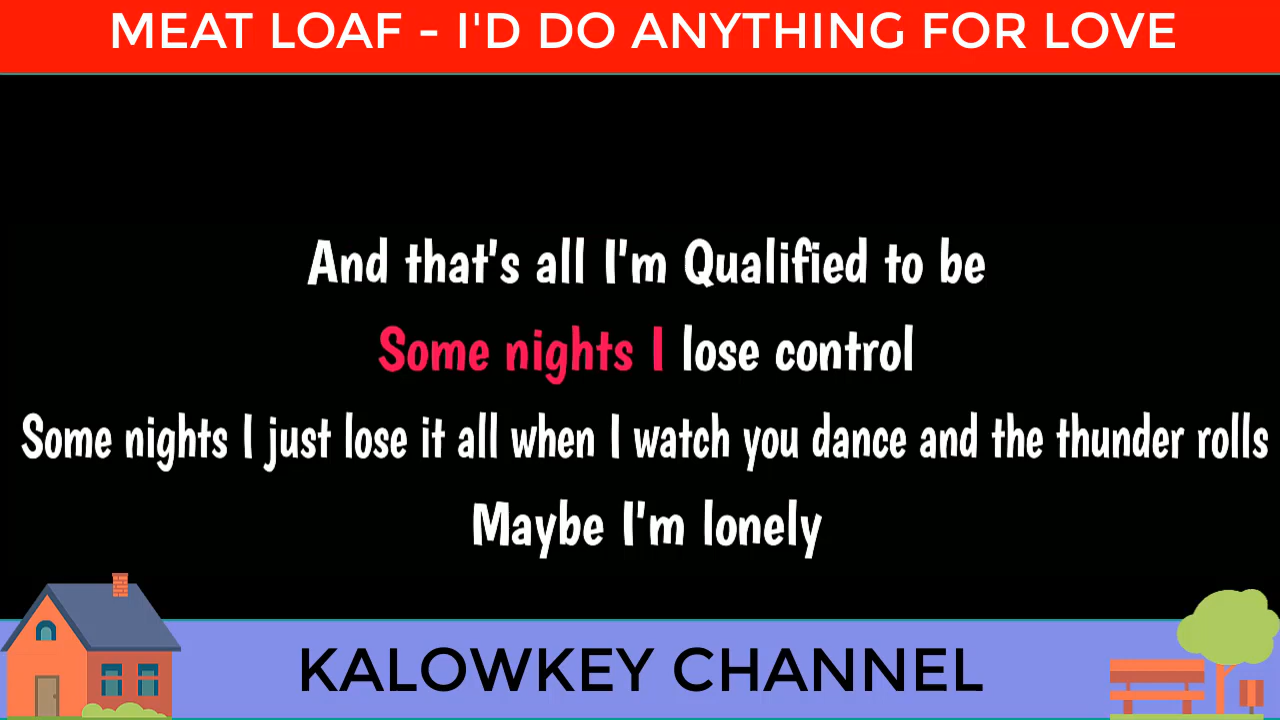 MEAT LOAF - I'D DO ANYTHING FOR LOVE
And that's all I'm Qualified to be
Some nights I lose control
Some nights I just lose it all when I watch you dance and the thunder rolls
Maybe I'm lonely
KALOWKEY CHANNEL